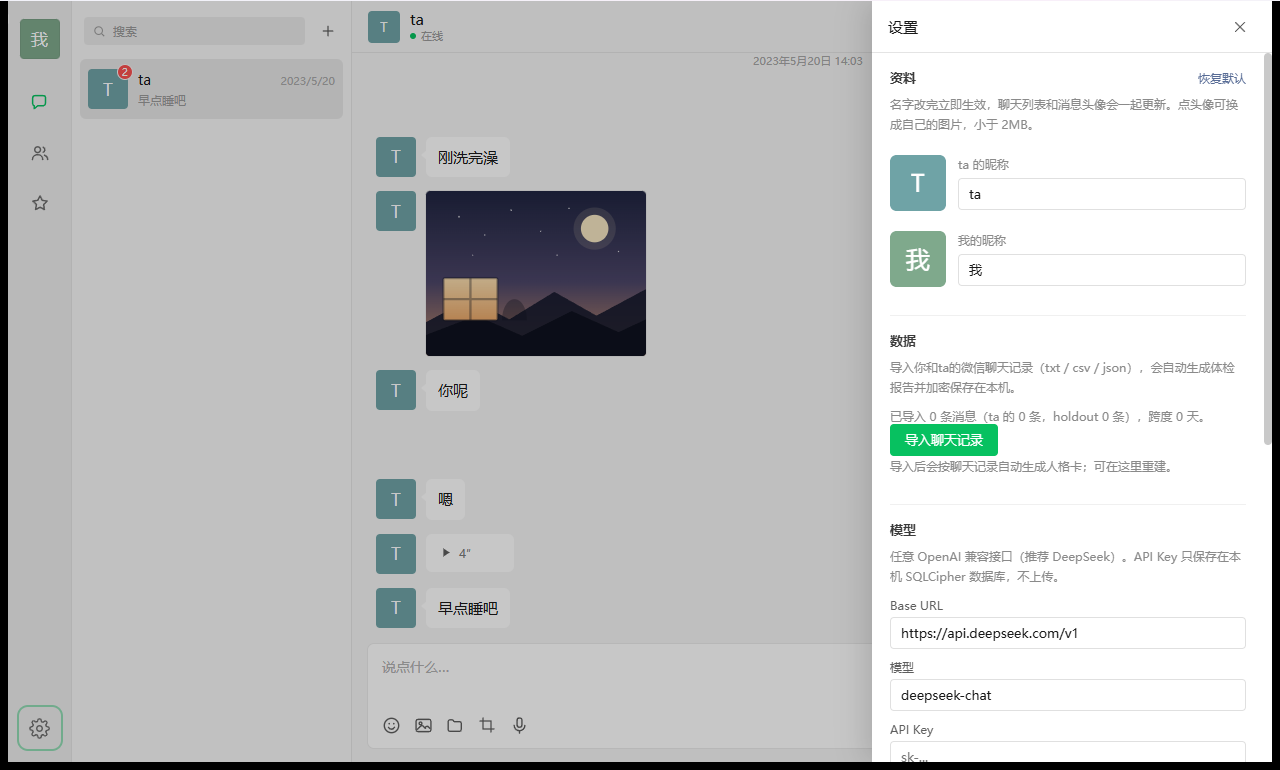 我
搜索
T
2
ta
2023/5/20
早点睡吧
T
ta
在线
2023年5月20日 14:03
T
刚洗完澡
T
T
你呢
T
嗯
T
4"
T
早点睡吧
说点什么...
设置
资料
恢复默认
名字改完立即生效，聊天列表和消息头像会一起更新。点头像可换
成自己的图片，小于 2MB。
T
ta 的昵称
ta
我
我的昵称
我
数据
导入你和ta的微信聊天记录（txt / csv / json），会自动生成体检
报告并加密保存在本机。
已导入 0 条消息（ta 的 0 条，holdout 0 条），跨度 0 天。
导入聊天记录
导入后会按聊天记录自动生成人格卡；可在这里重建。
模型
任意 OpenAI 兼容接口（推荐 DeepSeek）。API Key 只保存在本
机 SQLCipher 数据库，不上传。
Base URL
https://api.deepseek.com/v1
模型
deepseek-chat
API Key
sk-...